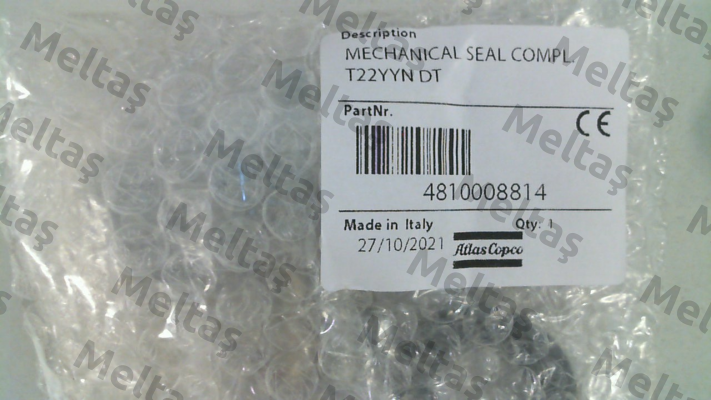 Description
MECHANICAL SEAL COMPL.
T22YYN DT
PartNr.
CE
4810008814
Made in Italy
Qty: 1
27/10/2021
Atlas Copco
Meltaş